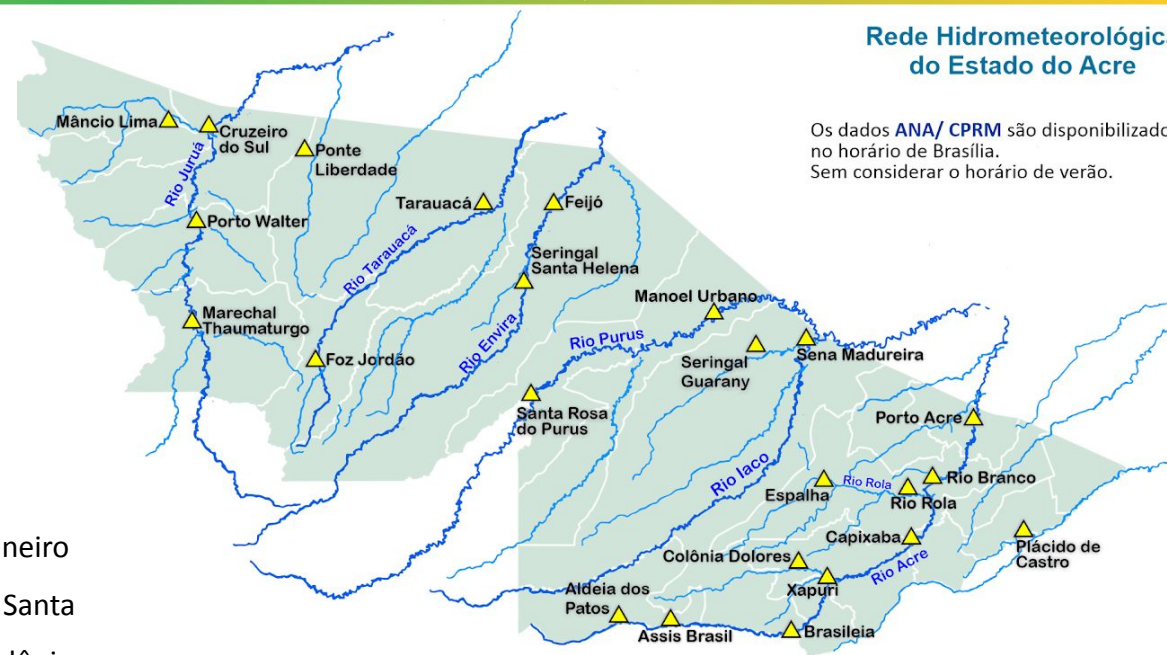 Rede Hidrometeorológic
do Estado do Acre
Os dados ANA/ CPRM são disponibilizad
no horário de Brasília.
Sem considerar o horário de verão.
Mâncio Lima
Cruzeiro
do Sul
Ponte
Liberdade
Rio Juruá
Porto Walter
Tarauacá
Feijó
Rio Tarauacá
Seringal
Santa Helena
Marechal
Thaumaturgo
Foz Jordão
Rio Envira
Manoel Urbano
Rio Purus
Seringal
Guarany
Sena Madureira
Santa Rosa
do Purus
Porto Acre
Rio Iaco
Espalha
Rio Rola
Rio Rola
Rio Branco
Capixaba
Plácido de
Castro
Colônia Dolores
Rio Acre
Xapuri
Aldeia dos
Patos
Assis Brasil
Brasileia
neiro
Santa